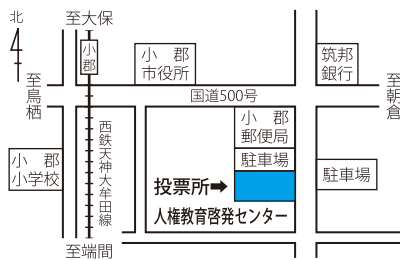 北
至大保
小郡
小 郡
市役所
筑邦
銀行
至鳥栖
国道500号
至朝倉
小 郡
郵便局
西鉄天神大牟田線
駐車場
小 郡
小学校
投票所➡
駐車場
人権教育啓発センター
至端間